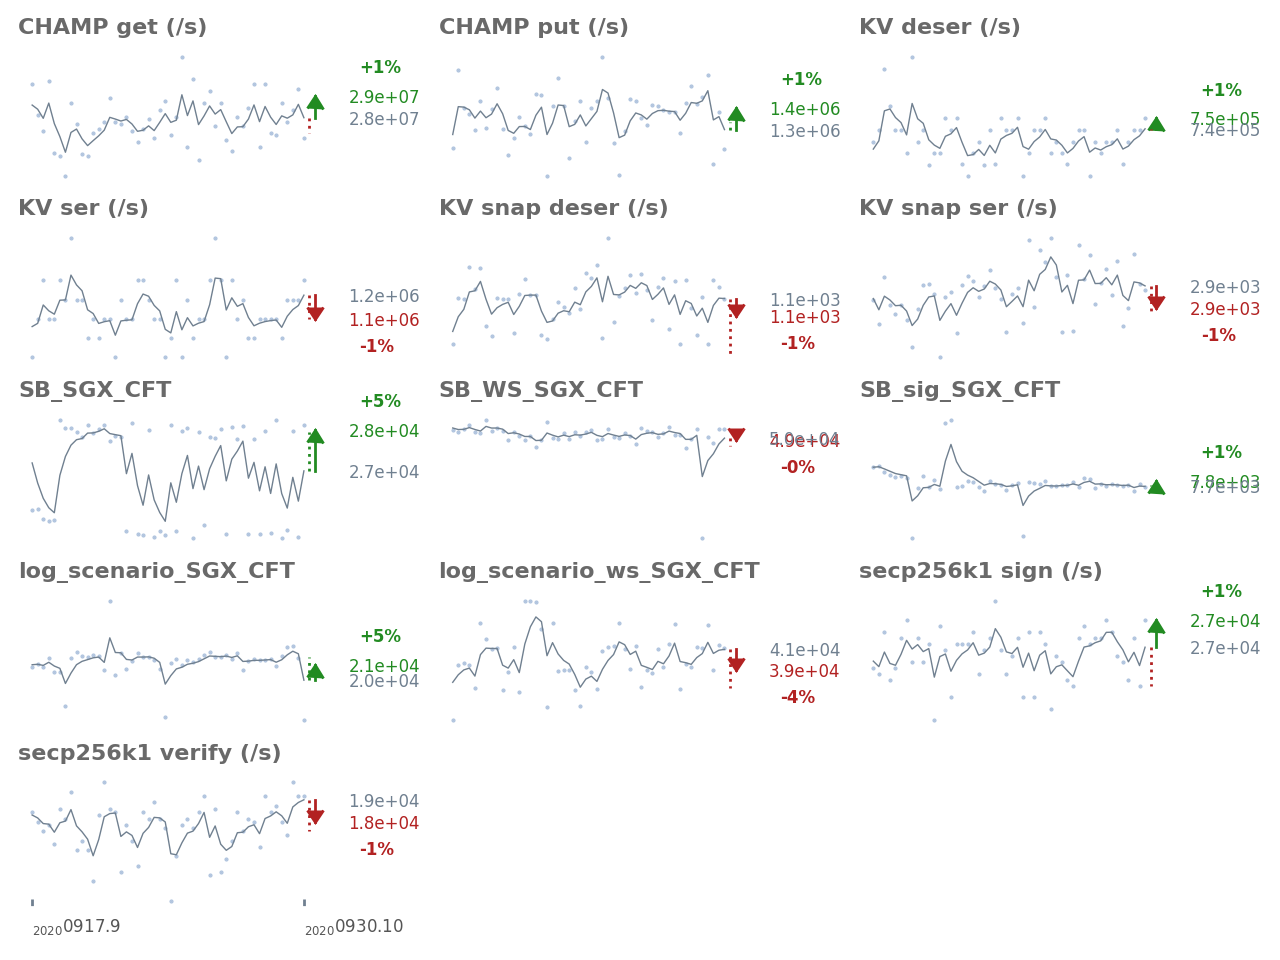 CHAMP get (/s)
+1%
2.9e+07
2.8e+07
CHAMP put (/s)
+1%
1.4e+06
1.3e+06
KV deser (/s)
+1%
7.5e+05
7.4e+05
KV ser (/s)
1.2e+06
1.1e+06
-1%
KV snap deser (/s)
1.1e+03
1.1e+03
-1%
KV snap ser (/s)
2.9e+03
2.9e+03
-1%
SB_SGX_CFT
+5%
2.8e+04
2.7e+04
SB_WS_SGX_CFT
5.0e+04
4.9e+04
-0%
SB_sig_SGX_CFT
+1%
7.8e+03
7.7e+03
log_scenario_SGX_CFT
+5%
2.1e+04
2.0e+04
log_scenario_ws_SGX_CFT
4.1e+04
3.9e+04
-4%
secp256k1 sign (/s)
+1%
2.7e+04
2.7e+04
secp256k1 verify (/s)
1.9e+04
1.8e+04
-1%
20200917.9
20200930.10